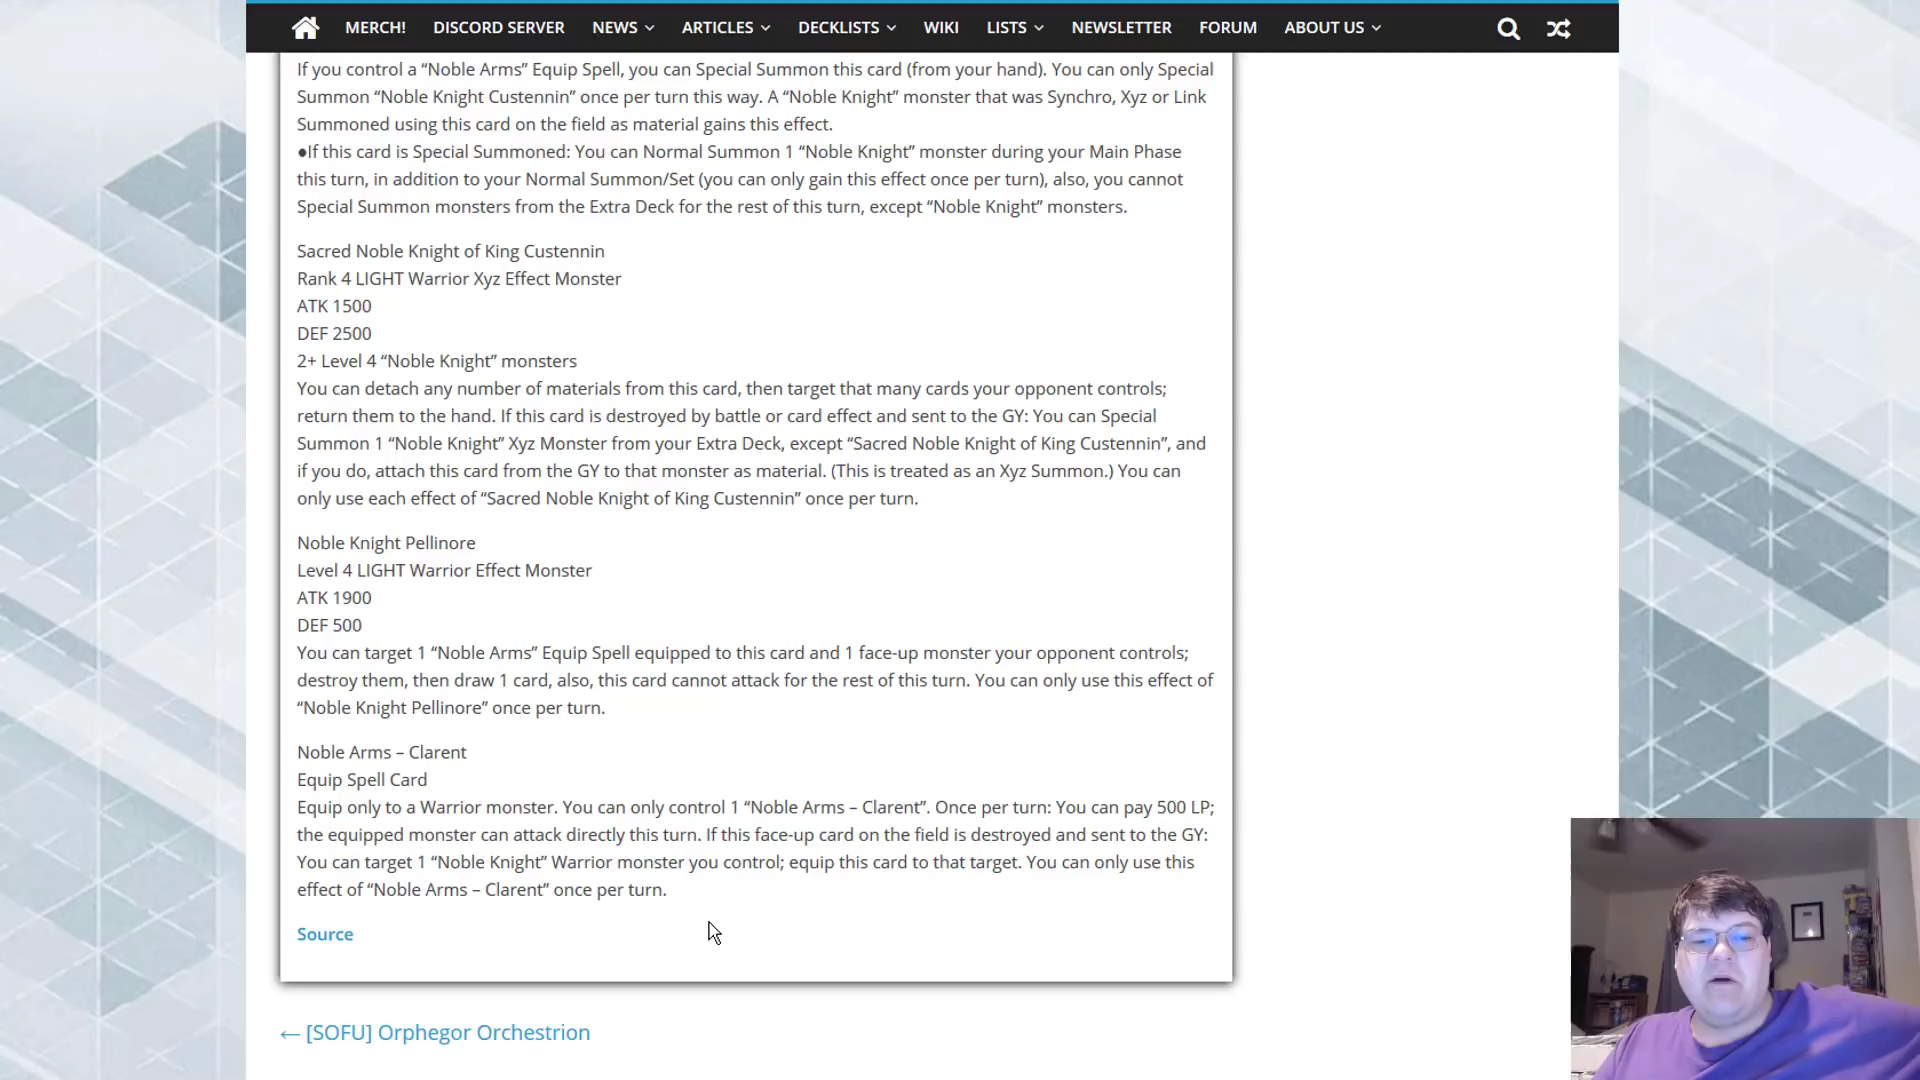 MERCH! DISCORD SERVER NEWS ARTICLES DECKLISTS WIKI LISTS NEWSLETTER FORUM ABOUT US
If you control a “Noble Arms” Equip Spell, you can Special Summon this card (from your hand). You can only Special
Summon “Noble Knight Custennin” once per turn this way. A “Noble Knight” monster that was Synchro, Xyz or Link
Summoned using this card on the field as material gains this effect.
●If this card is Special Summoned: You can Normal Summon 1 “Noble Knight” monster during your Main Phase
this turn, in addition to your Normal Summon/Set (you can only gain this effect once per turn), also, you cannot
Special Summon monsters from the Extra Deck for the rest of this turn, except “Noble Knight” monsters.
Sacred Noble Knight of King Custennin
Rank 4 LIGHT Warrior Xyz Effect Monster
ATK 1500
DEF 2500
2+ Level 4 “Noble Knight” monsters
You can detach any number of materials from this card, then target that many cards your opponent controls;
return them to the hand. If this card is destroyed by battle or card effect and sent to the GY: You can Special
Summon 1 “Noble Knight” Xyz Monster from your Extra Deck, except “Sacred Noble Knight of King Custennin”, and
if you do, attach this card from the GY to that monster as material. (This is treated as an Xyz Summon.) You can
only use each effect of “Sacred Noble Knight of King Custennin” once per turn.
Noble Knight Pellinore
Level 4 LIGHT Warrior Effect Monster
ATK 1900
DEF 500
You can target 1 “Noble Arms” Equip Spell equipped to this card and 1 face-up monster your opponent controls;
destroy them, then draw 1 card, also, this card cannot attack for the rest of this turn. You can only use this effect of
“Noble Knight Pellinore” once per turn.
Noble Arms – Clarent
Equip Spell Card
Equip only to a Warrior monster. You can only control 1 “Noble Arms – Clarent”. Once per turn: You can pay 500 LP;
the equipped monster can attack directly this turn. If this face-up card on the field is destroyed and sent to the GY:
You can target 1 “Noble Knight” Warrior monster you control; equip this card to that target. You can only use this
effect of “Noble Arms – Clarent” once per turn.
Source
← [SOFU] Orphegor Orchestrion